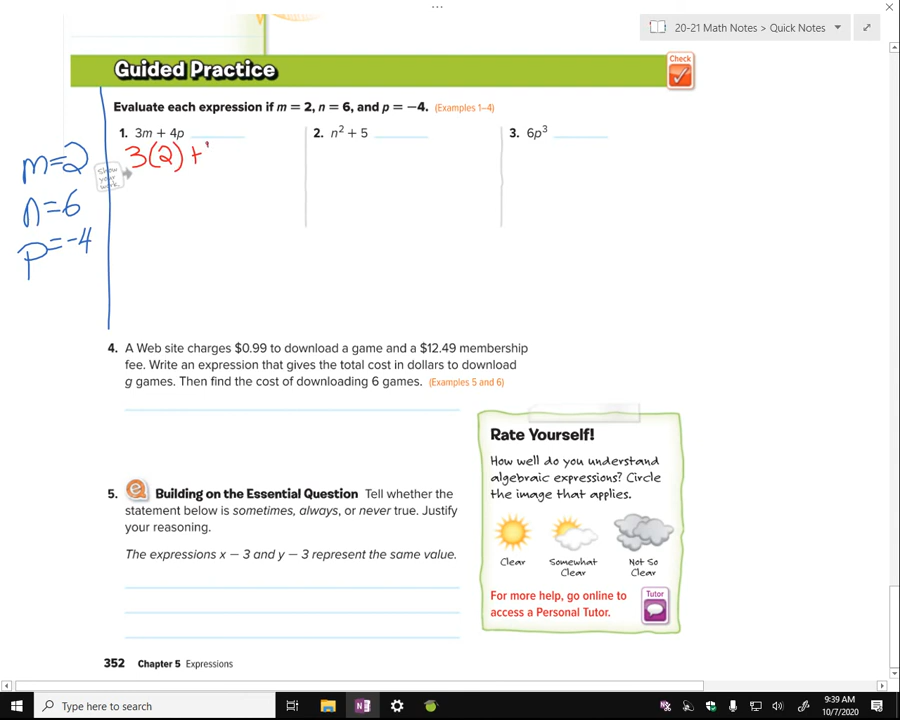 20-21 Math Notes > Quick Notes
Guided Practice
Check
Evaluate each expression if m = 2, n = 6, and p = −4. (Examples 1–4)
1. 3m + 4p
2. n² + 5
3. 6p³
3(2) +
m=2
n=6
p=-4
Show your work.
4. A Web site charges $0.99 to download a game and a $12.49 membership
fee. Write an expression that gives the total cost in dollars to download
g games. Then find the cost of downloading 6 games. (Examples 5 and 6)
5. Building on the Essential Question Tell whether the
statement below is sometimes, always, or never true. Justify
your reasoning.
The expressions x − 3 and y − 3 represent the same value.
Rate Yourself!
How well do you understand
algebraic expressions? Circle
the image that applies.
Clear
Somewhat
Clear
Not So
Clear
For more help, go online to
access a Personal Tutor.
Tutor
352 Chapter 5 Expressions
Type here to search
9:39 AM
10/7/2020